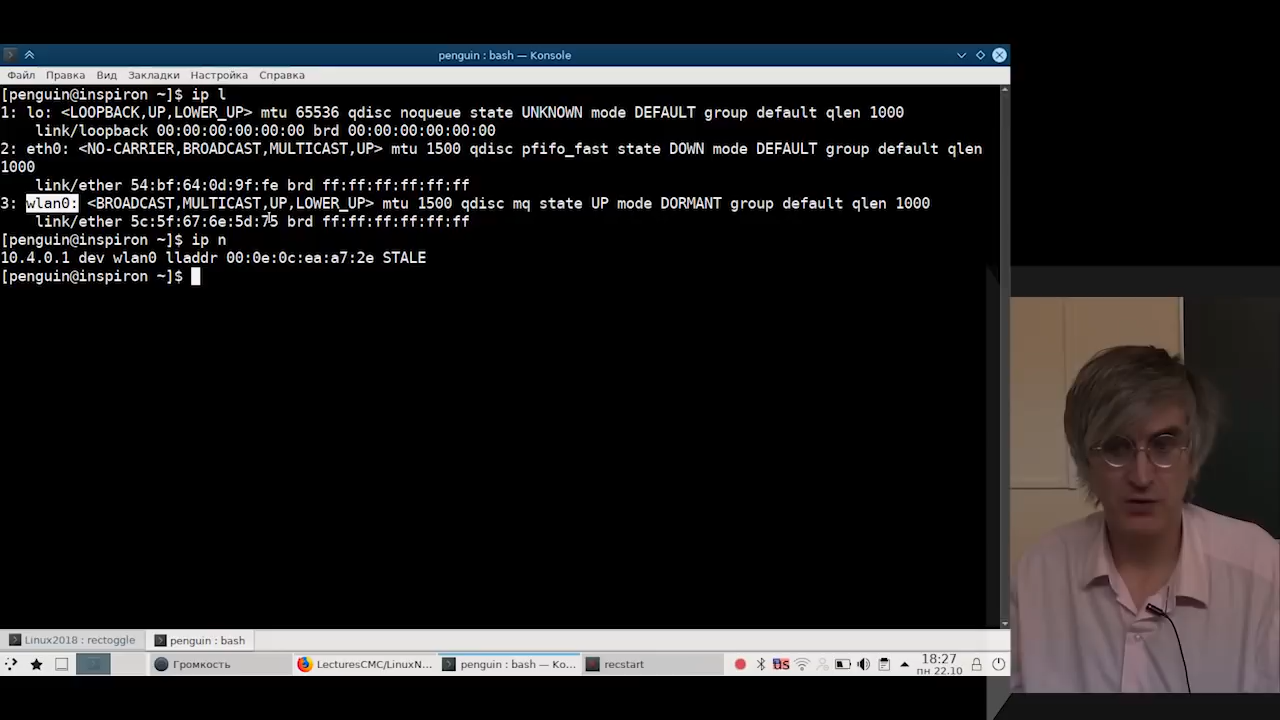 penguin : bash — Konsole
Файл Правка Вид Закладки Настройка Справка
[penguin@inspiron ~]$ ip l
1: lo: <LOOPBACK,UP,LOWER_UP> mtu 65536 qdisc noqueue state UNKNOWN mode DEFAULT group default qlen 1000
link/loopback 00:00:00:00:00:00 brd 00:00:00:00:00:00
2: eth0: <NO-CARRIER,BROADCAST,MULTICAST,UP> mtu 1500 qdisc pfifo_fast state DOWN mode DEFAULT group default qlen
1000
link/ether 54:bf:64:0d:9f:fe brd ff:ff:ff:ff:ff:ff
3: wlan0: <BROADCAST,MULTICAST,UP,LOWER_UP> mtu 1500 qdisc mq state UP mode DORMANT group default qlen 1000
link/ether 5c:5f:67:6e:5d:75 brd ff:ff:ff:ff:ff:ff
[penguin@inspiron ~]$ ip n
10.4.0.1 dev wlan0 lladdr 00:0e:0c:ea:a7:2e STALE
[penguin@inspiron ~]$
Linux2018 : rectoggle penguin : bash
Громкость LecturesCMC/LinuxN... penguin : bash — Ko... recstart US 18:27
пн 22.10